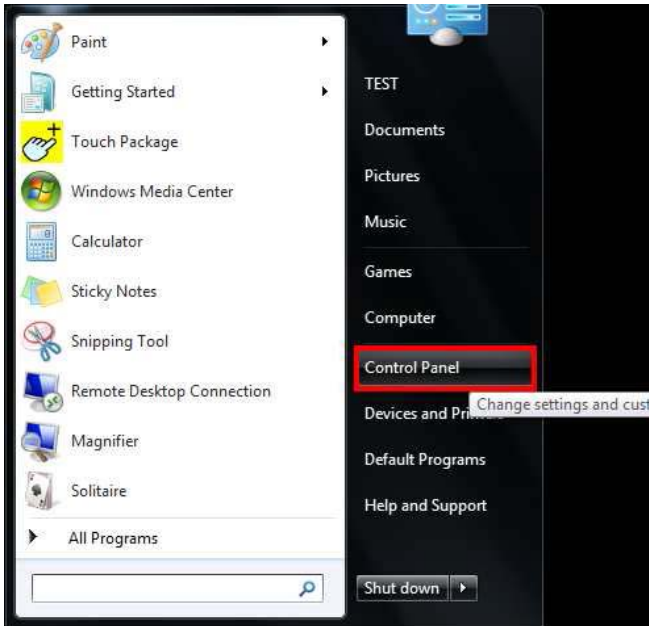 Paint
Getting Started
Touch Package
Windows Media Center
Calculator
Sticky Notes
Snipping Tool
Remote Desktop Connection
Magnifier
Solitaire
All Programs
TEST
Documents
Pictures
Music
Games
Computer
Control Panel
Change settings and cust
Devices and Pri
Default Programs
Help and Support
Shut down